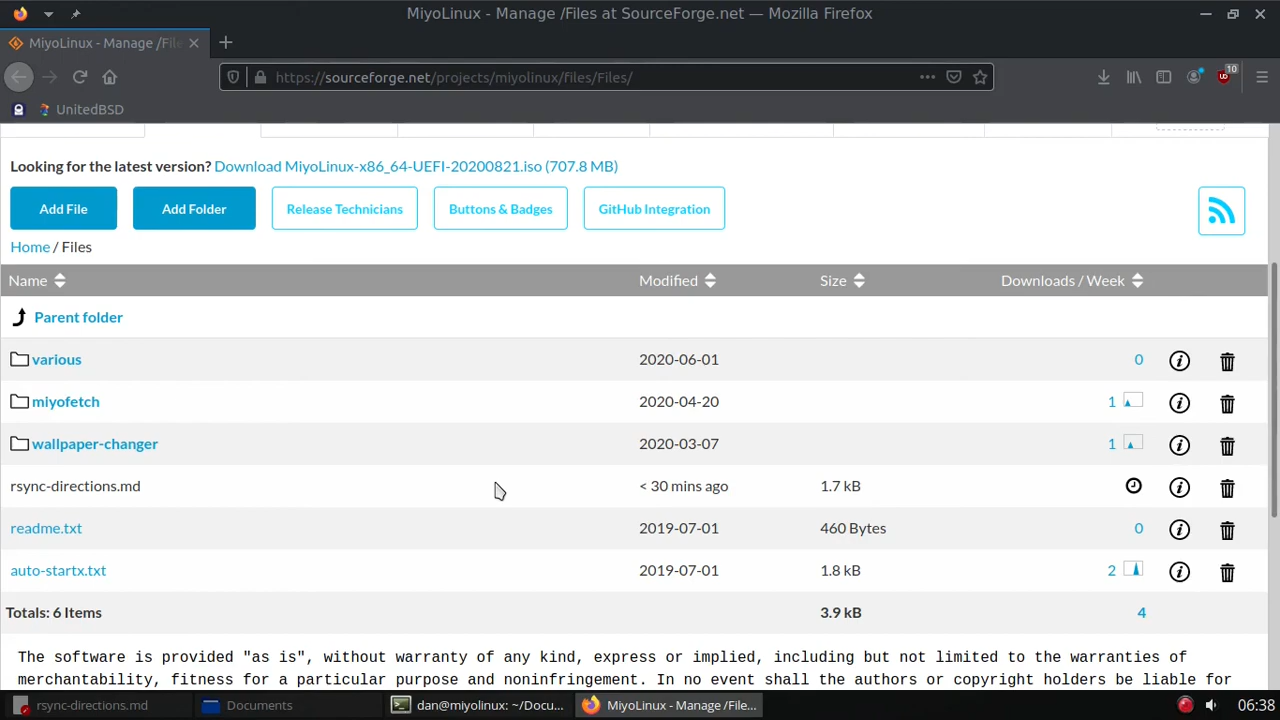 MiyoLinux - Manage /Files at SourceForge.net — Mozilla Firefox
MiyoLinux - Manage /File
https://sourceforge.net/projects/miyolinux/files/Files/
10
UnitedBSD
Looking for the latest version? Download MiyoLinux-x86_64-UEFI-20200821.iso (707.8 MB)
Add File Add Folder Release Technicians Buttons & Badges GitHub Integration
Home / Files
Name Modified Size Downloads / Week
Parent folder
various 2020-06-01 0
miyofetch 2020-04-20 1
wallpaper-changer 2020-03-07 1
rsync-directions.md < 30 mins ago 1.7 kB
readme.txt 2019-07-01 460 Bytes 0
auto-startx.txt 2019-07-01 1.8 kB 2
Totals: 6 Items 3.9 kB 4
The software is provided "as is", without warranty of any kind, express or implied, including but not limited to the warranties of
merchantability, fitness for a particular purpose and noninfringement. In no event shall the authors or copyright holders be liable for
rsync-directions.md Documents dan@miyolinux: ~/Docu... MiyoLinux - Manage /File... 06:38